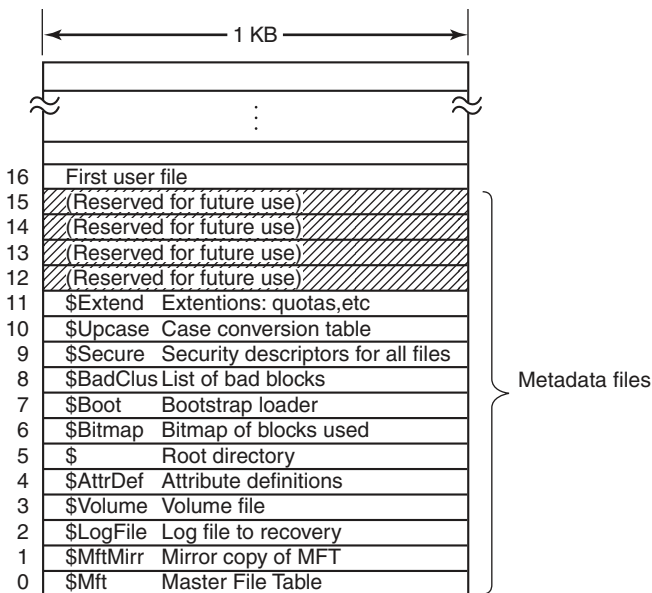 1 KB
16 First user file
15 (Reserved for future use)
14 (Reserved for future use)
13 (Reserved for future use)
12 (Reserved for future use)
11 $Extend Extentions: quotas,etc
10 $Upcase Case conversion table
9 $Secure Security descriptors for all files
8 $BadClus List of bad blocks
7 $Boot Bootstrap loader
6 $Bitmap Bitmap of blocks used
5 $ Root directory
4 $AttrDef Attribute definitions
3 $Volume Volume file
2 $LogFile Log file to recovery
1 $MftMirr Mirror copy of MFT
0 $Mft Master File Table
Metadata files